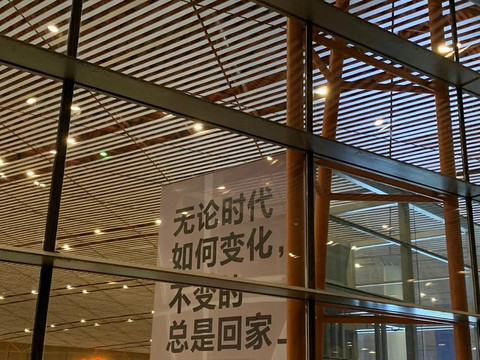 无论时代
如何变化，
不变的
总是回家